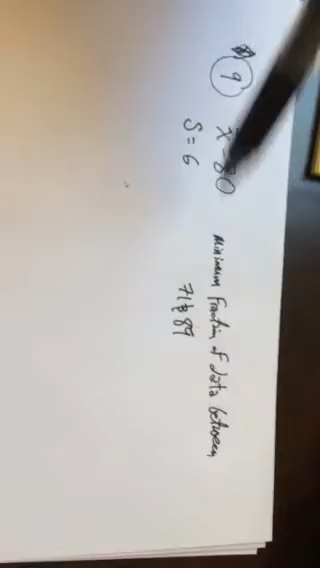 9
x̄ = 80
S = 6
Minimum fraction of data between
71 & 89